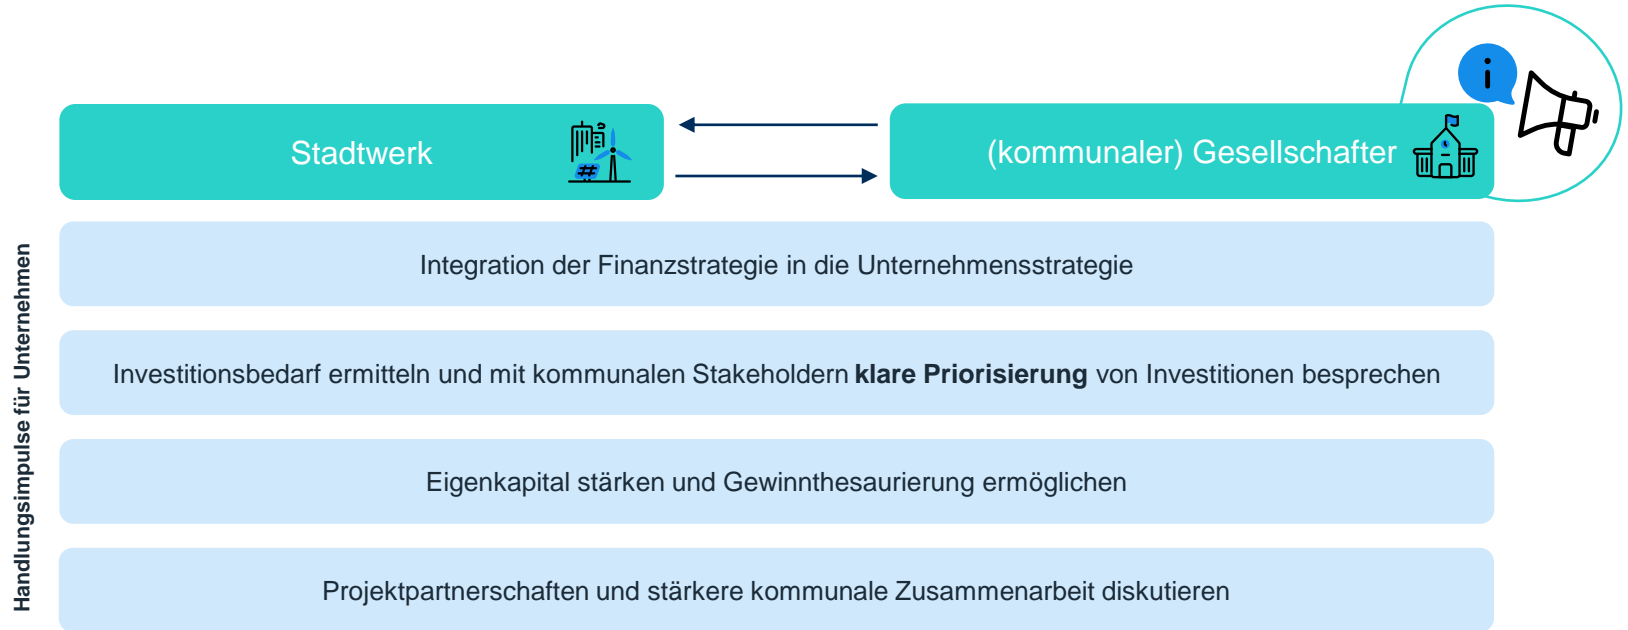 Stadtwerk
(kommunaler) Gesellschafter
Handlungsimpulse für Unternehmen
Integration der Finanzstrategie in die Unternehmensstrategie
Investitionsbedarf ermitteln und mit kommunalen Stakeholdern klare Priorisierung von Investitionen besprechen
Eigenkapital stärken und Gewinnthesaurierung ermöglichen
Projektpartnerschaften und stärkere kommunale Zusammenarbeit diskutieren